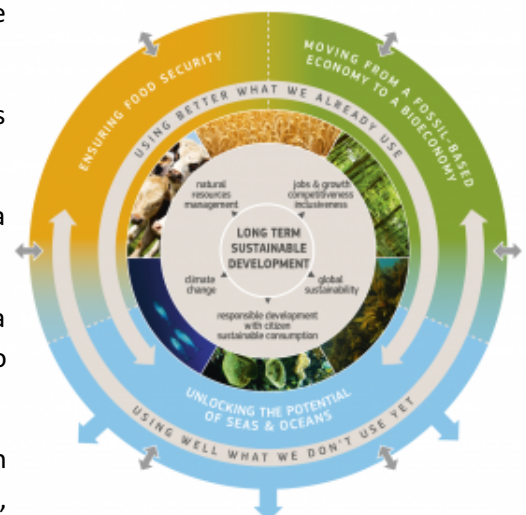 ENSURING FOOD SECURITY
MOVING FROM A FOSSIL-BASED
ECONOMY TO A BIOECONOMY
USING BETTER WHAT WE ALREADY USE
natural
resources
management
jobs & growth
competitiveness
inclusiveness
LONG TERM
SUSTAINABLE
DEVELOPMENT
climate
change
global
sustainability
responsible development
with citizen
sustainable consumption
UNLOCKING THE POTENTIAL
OF SEAS & OCEANS
USING WELL WHAT WE DON'T USE YET